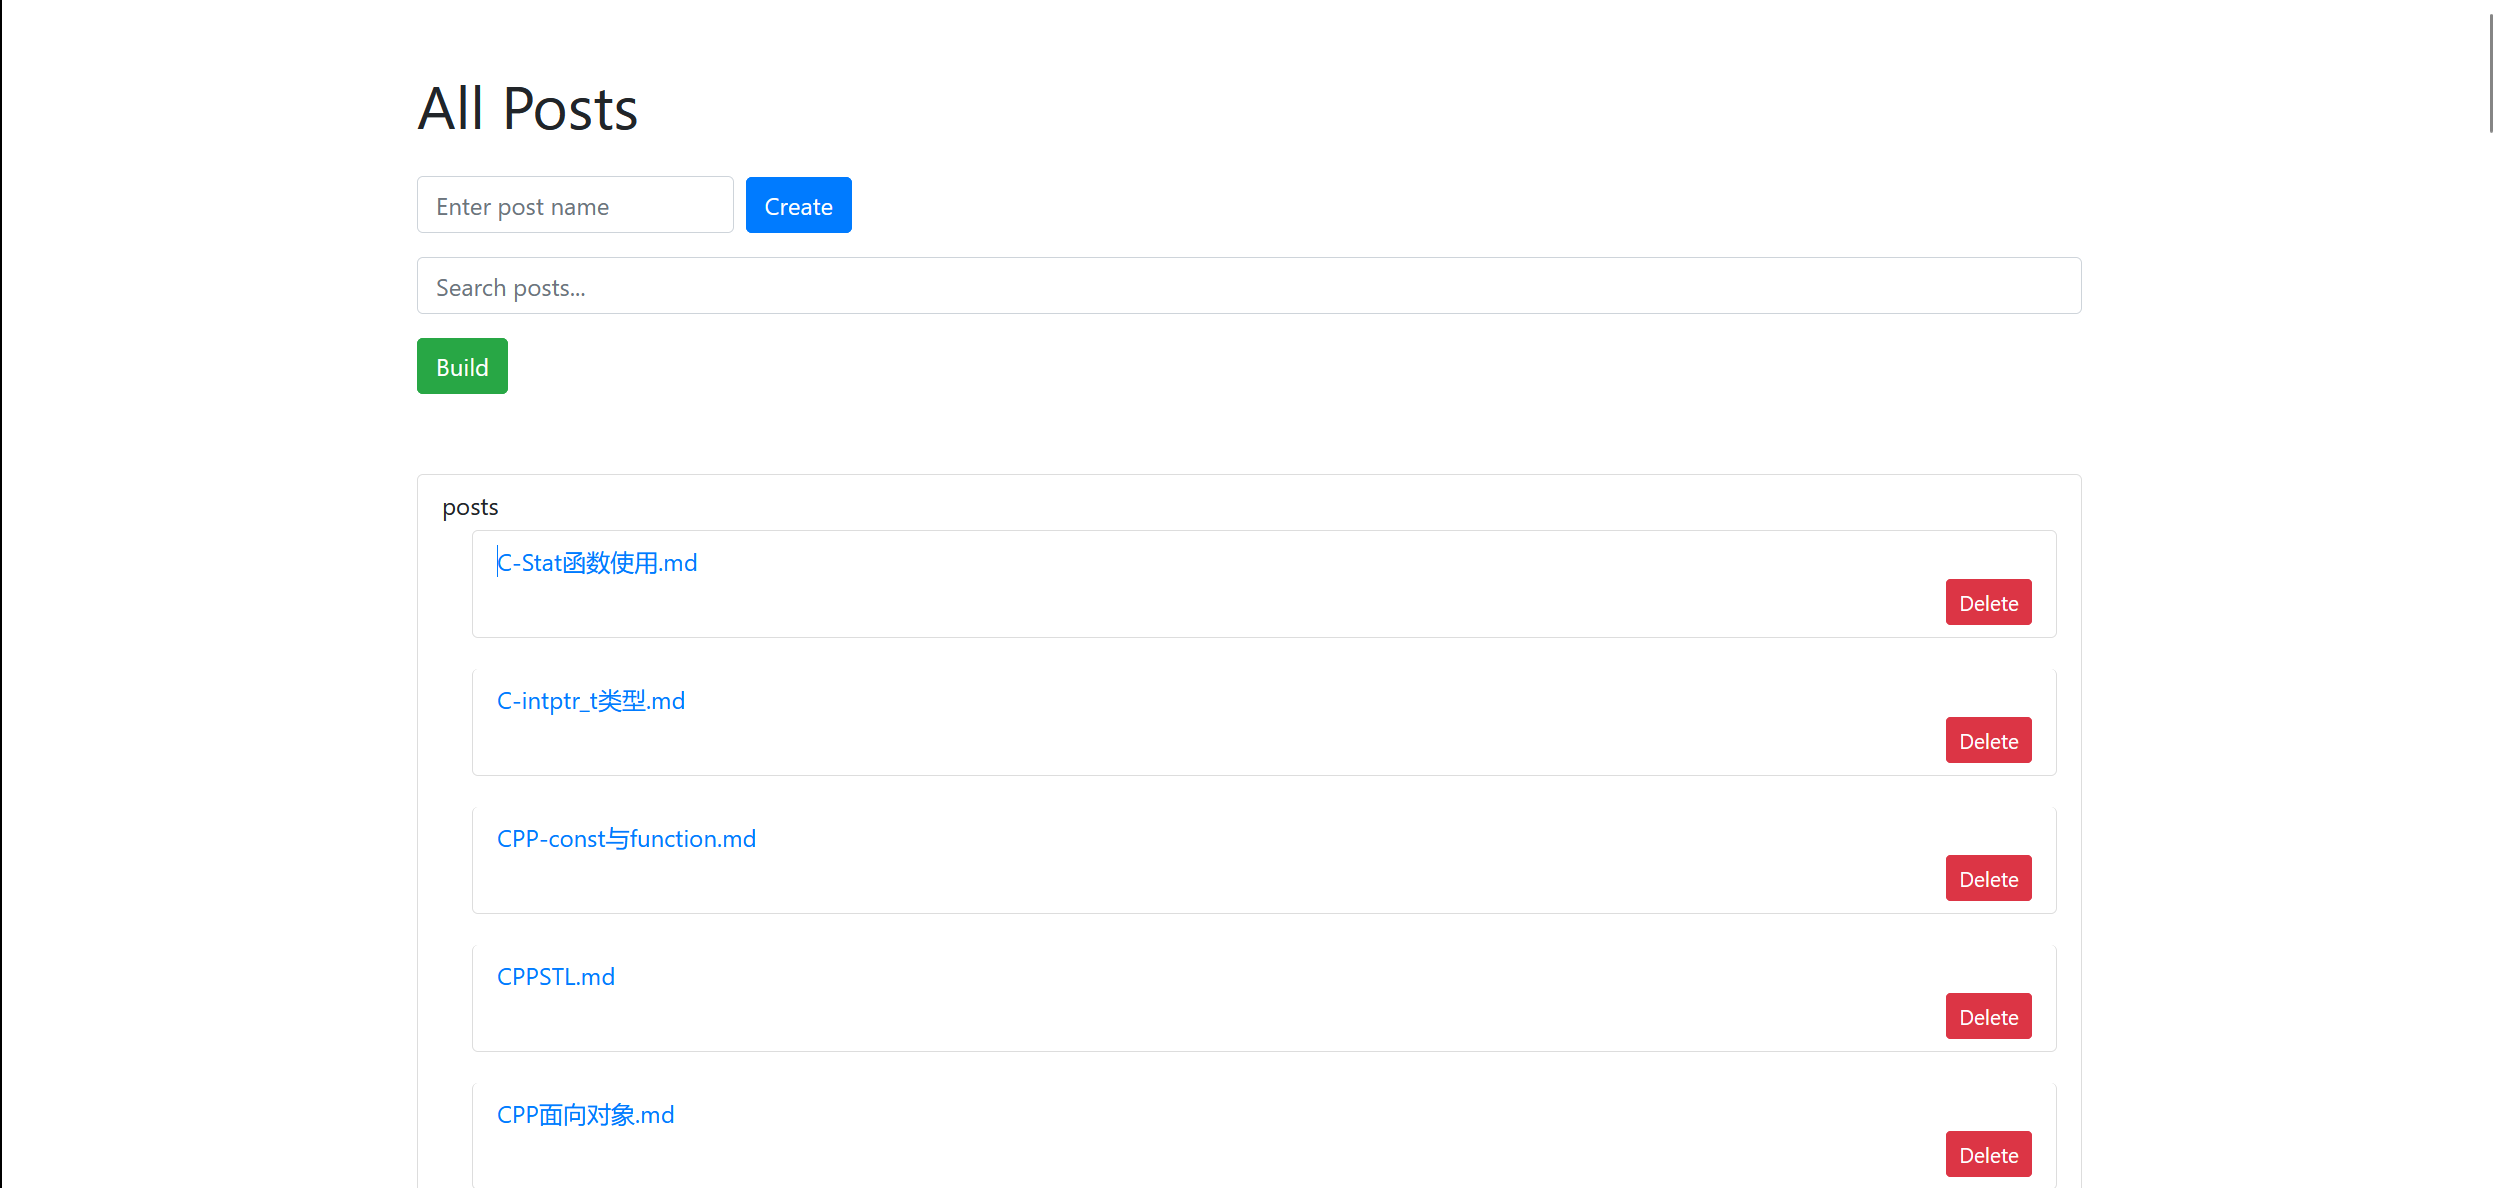 All Posts
Enter post name
Create
Search posts...
Build
posts
C-Stat函数使用.md
Delete
C-intptr_t类型.md
Delete
CPP-const与function.md
Delete
CPPSTL.md
Delete
CPP面向对象.md
Delete